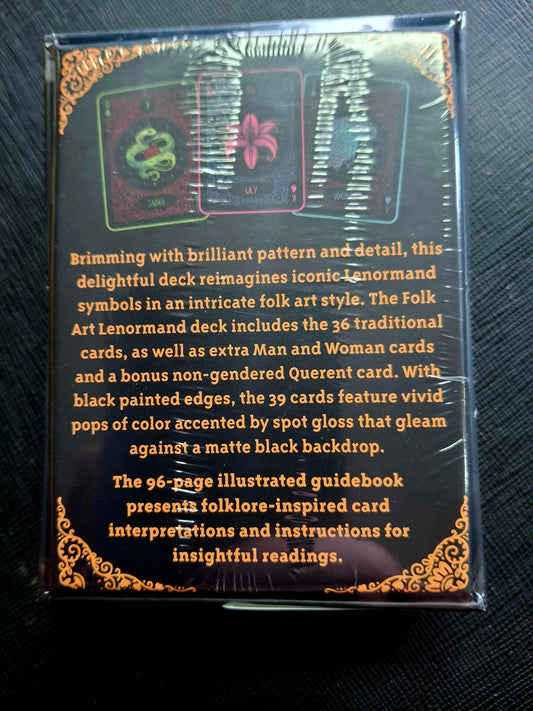 SNAKE
30
LILY
K
Brimming with brilliant pattern and detail, this
delightful deck reimagines iconic Lenormand
symbols in an intricate folk art style. The Folk
Art Lenormand deck includes the 36 traditional
cards, as well as extra Man and Woman cards
and a bonus non-gendered Querent card. With
black painted edges, the 39 cards feature vivid
pops of color accented by spot gloss that gleam
against a matte black backdrop.
The 96-page illustrated guidebook
presents folklore-inspired card
interpretations and instructions for
insightful readings.